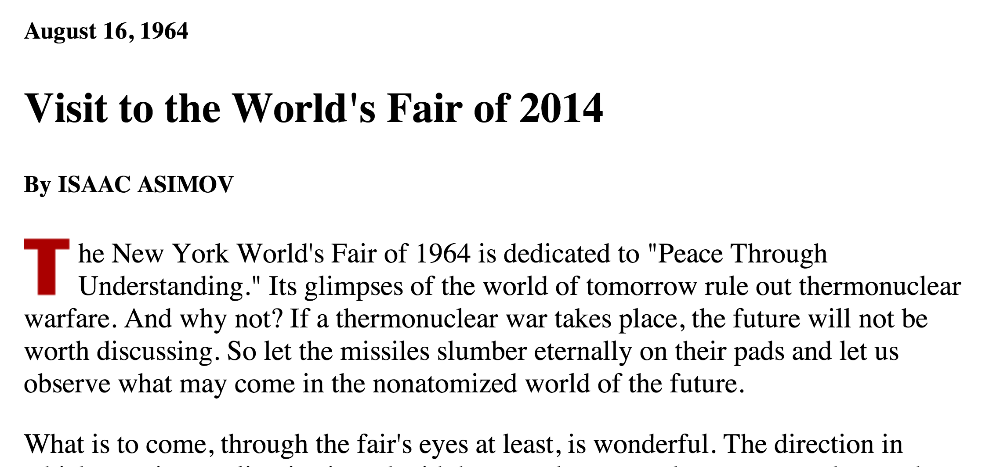 August 16, 1964
Visit to the World's Fair of 2014
By ISAAC ASIMOV
The New York World's Fair of 1964 is dedicated to "Peace Through
Understanding." Its glimpses of the world of tomorrow rule out thermonuclear
warfare. And why not? If a thermonuclear war takes place, the future will not be
worth discussing. So let the missiles slumber eternally on their pads and let us
observe what may come in the nonatomized world of the future.
What is to come, through the fair's eyes at least, is wonderful. The direction in